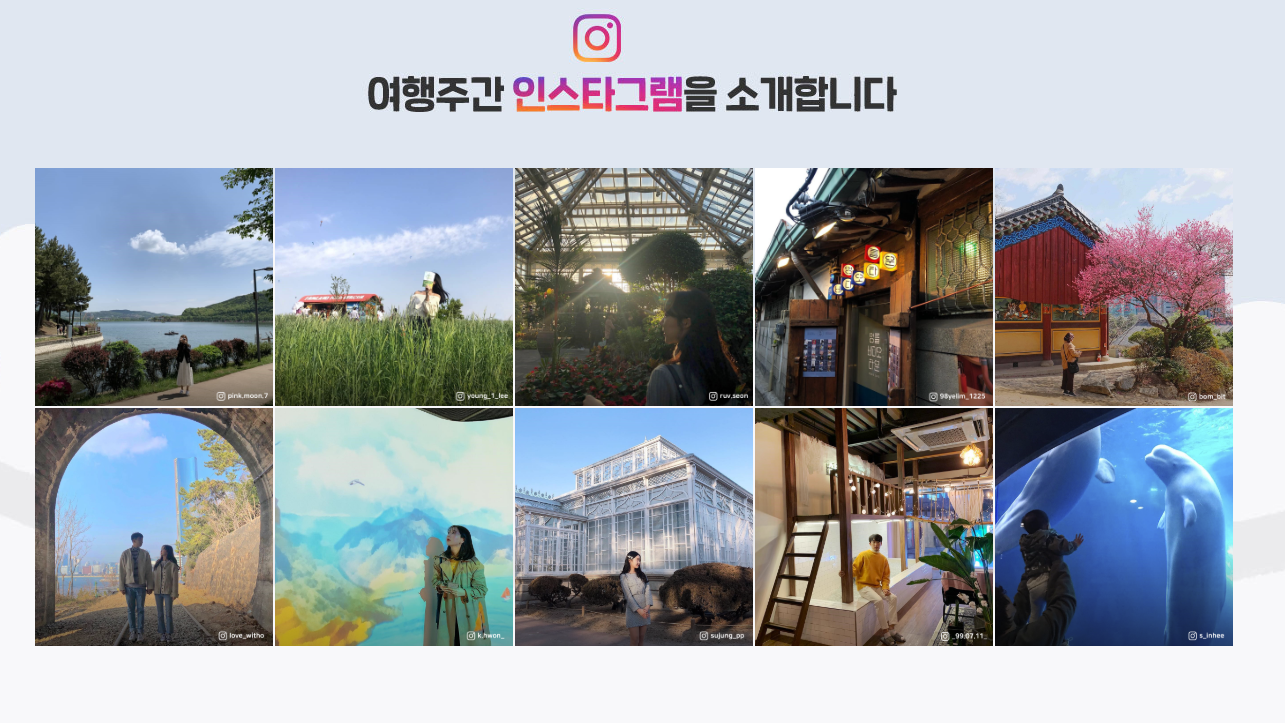 여행주간 인스타그램을 소개합니다
pink.moon.7
young_1_lee
ruv.seon
98yelim_1225
bom_bit
love_witho
k.hwon_
sujung_pp
_99.07.11_
s_inhee